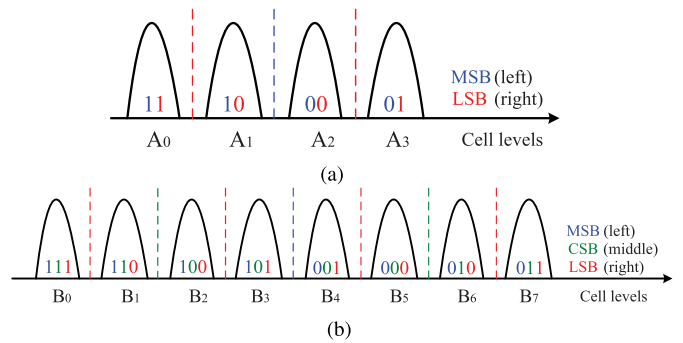 11 10 00 01
MSB (left)
LSB (right)
A0 A1 A2 A3 Cell levels
(a)
111 110 100 101 001 000 010 011
MSB (left)
CSB (middle)
LSB (right)
B0 B1 B2 B3 B4 B5 B6 B7 Cell levels
(b)